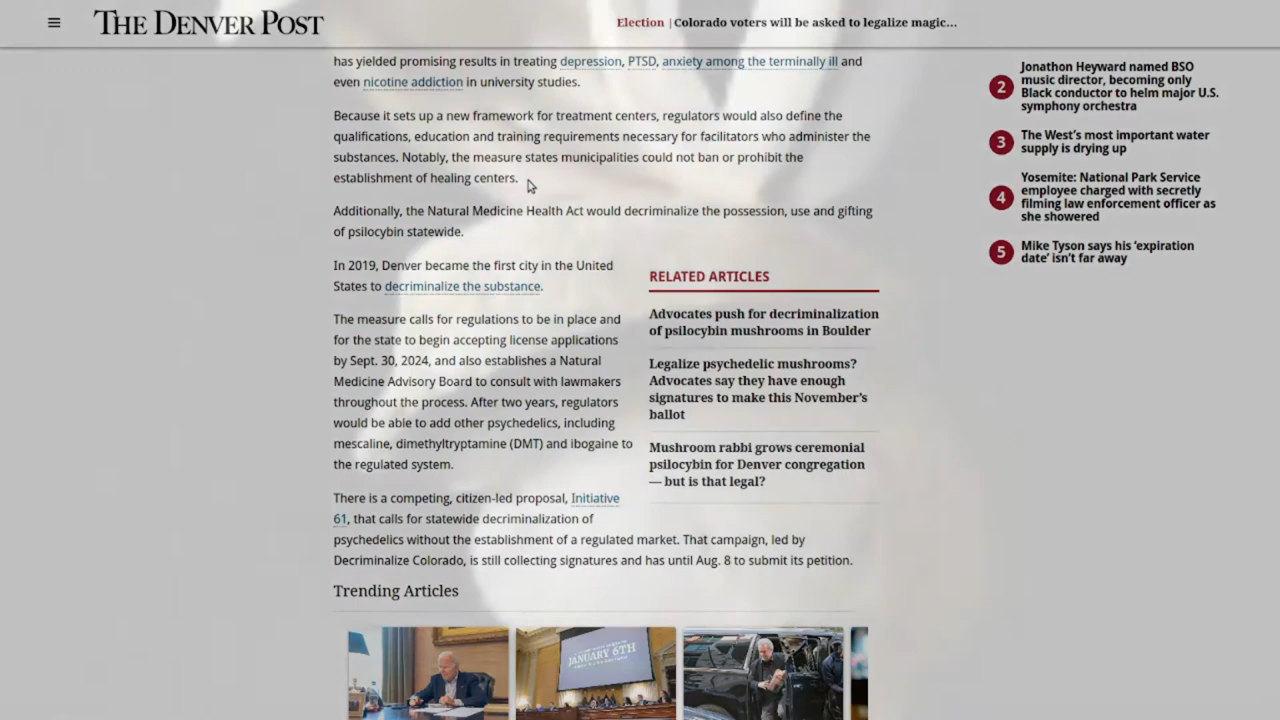 THE DENVER POST
Election | Colorado voters will be asked to legalize magic...
has yielded promising results in treating depression, PTSD, anxiety among the terminally ill and
even nicotine addiction in university studies.
Because it sets up a new framework for treatment centers, regulators would also define the
qualifications, education and training requirements necessary for facilitators who administer the
substances. Notably, the measure states municipalities could not ban or prohibit the
establishment of healing centers.
Additionally, the Natural Medicine Health Act would decriminalize the possession, use and gifting
of psilocybin statewide.
In 2019, Denver became the first city in the United
States to decriminalize the substance.
The measure calls for regulations to be in place and
for the state to begin accepting license applications
by Sept. 30, 2024, and also establishes a Natural
Medicine Advisory Board to consult with lawmakers
throughout the process. After two years, regulators
would be able to add other psychedelics, including
mescaline, dimethyltryptamine (DMT) and ibogaine to
the regulated system.
There is a competing, citizen-led proposal, Initiative
61, that calls for statewide decriminalization of
psychedelics without the establishment of a regulated market. That campaign, led by
Decriminalize Colorado, is still collecting signatures and has until Aug. 8 to submit its petition.
RELATED ARTICLES
Advocates push for decriminalization
of psilocybin mushrooms in Boulder
Legalize psychedelic mushrooms?
Advocates say they have enough
signatures to make this November's
ballot
Mushroom rabbi grows ceremonial
psilocybin for Denver congregation
— but is that legal?
Trending Articles
JANUARY 6TH
2
Jonathon Heyward named BSO
music director, becoming only
Black conductor to helm major U.S.
symphony orchestra
3
The West's most important water
supply is drying up
4
Yosemite: National Park Service
employee charged with secretly
filming law enforcement officer as
she showered
5
Mike Tyson says his 'expiration
date' isn't far away